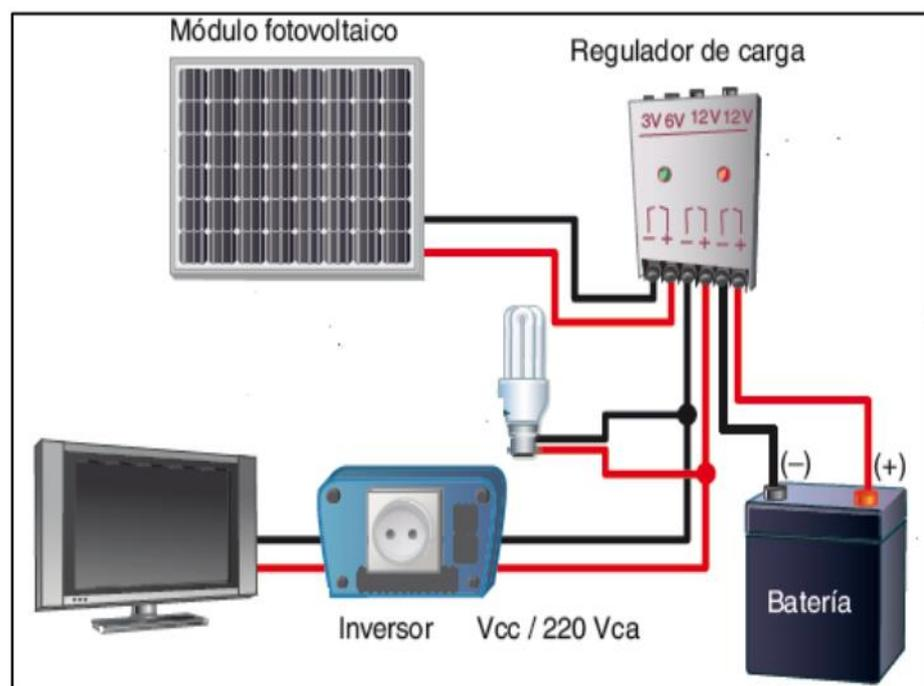 Módulo fotovoltaico
Regulador de carga
3V 6V 12V 12V
− + − + − +
(−) (+)
Batería
Inversor Vcc / 220 Vca